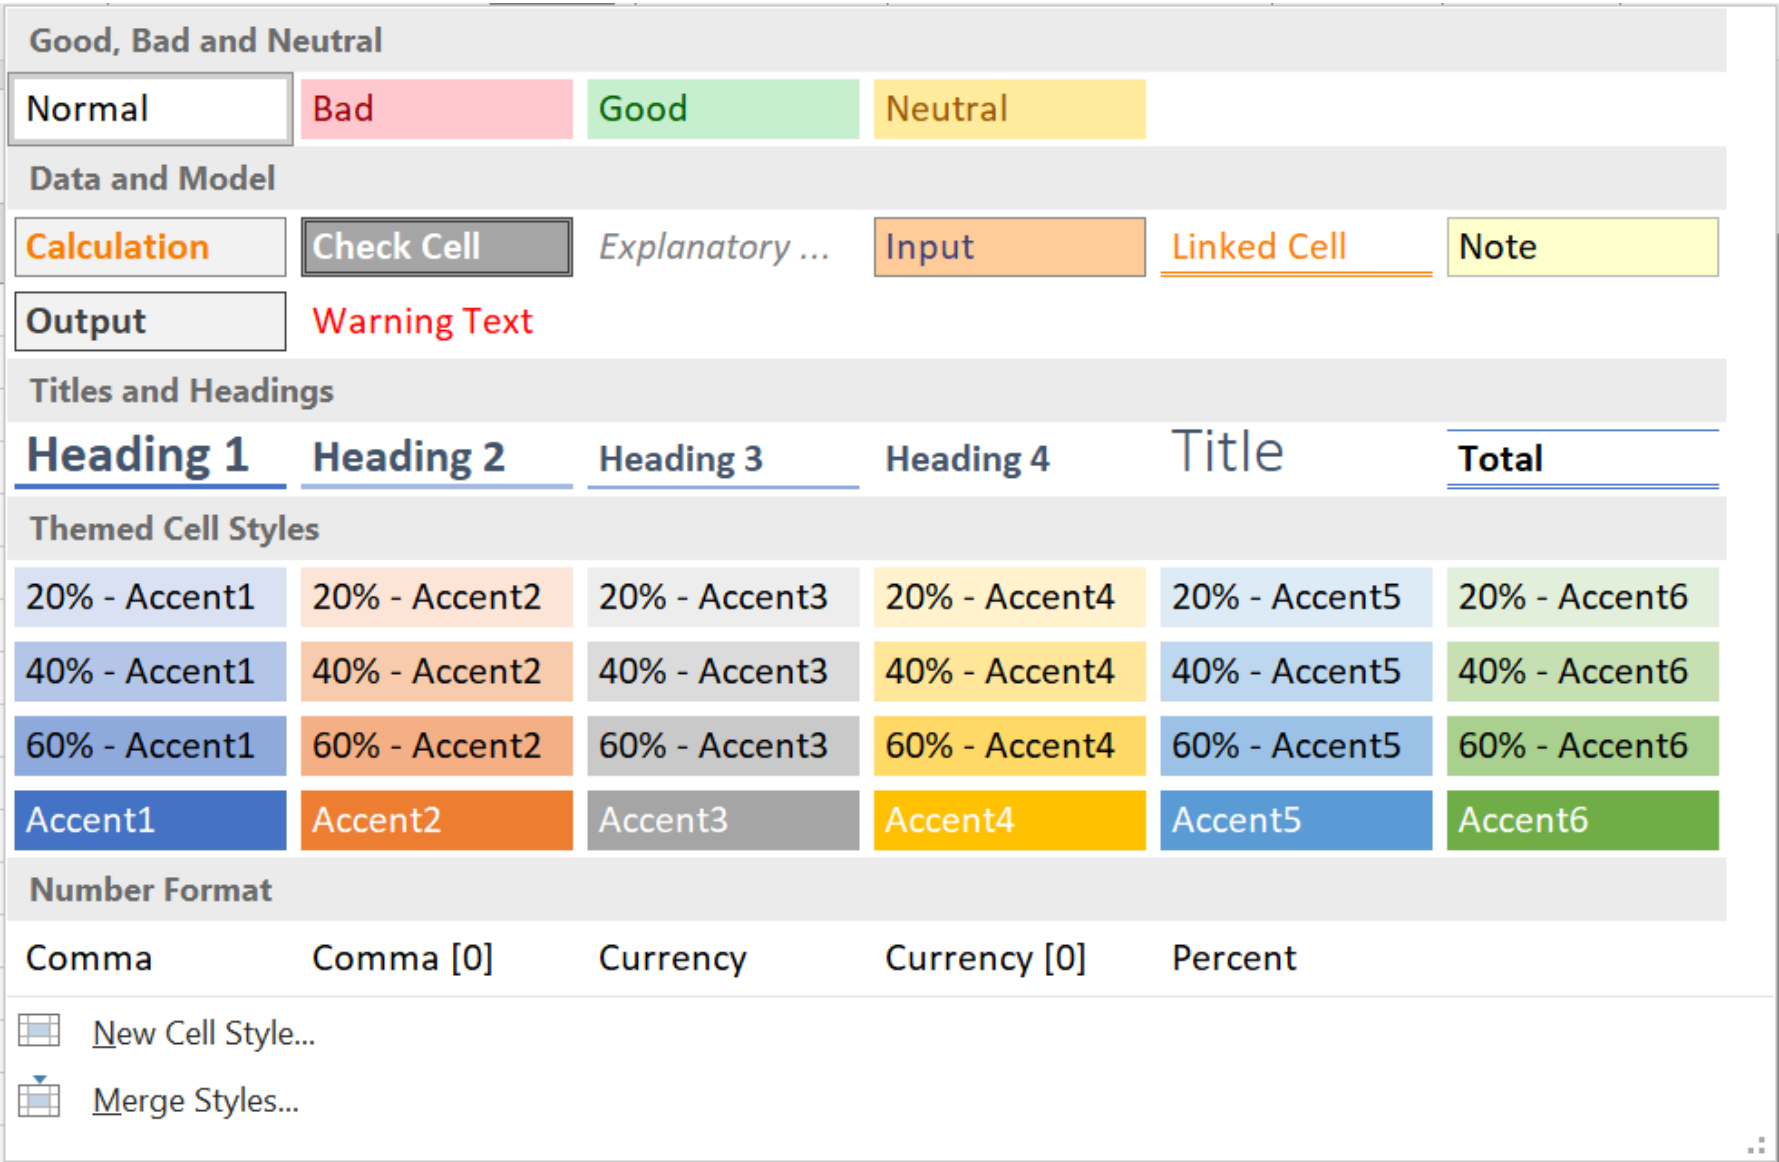 Good, Bad and Neutral
Normal Bad Good Neutral
Data and Model
Calculation Check Cell Explanatory ... Input Linked Cell Note
Output Warning Text
Titles and Headings
Heading 1 Heading 2 Heading 3 Heading 4 Title Total
Themed Cell Styles
20% - Accent1 20% - Accent2 20% - Accent3 20% - Accent4 20% - Accent5 20% - Accent6
40% - Accent1 40% - Accent2 40% - Accent3 40% - Accent4 40% - Accent5 40% - Accent6
60% - Accent1 60% - Accent2 60% - Accent3 60% - Accent4 60% - Accent5 60% - Accent6
Accent1 Accent2 Accent3 Accent4 Accent5 Accent6
Number Format
Comma Comma [0] Currency Currency [0] Percent
New Cell Style...
Merge Styles...